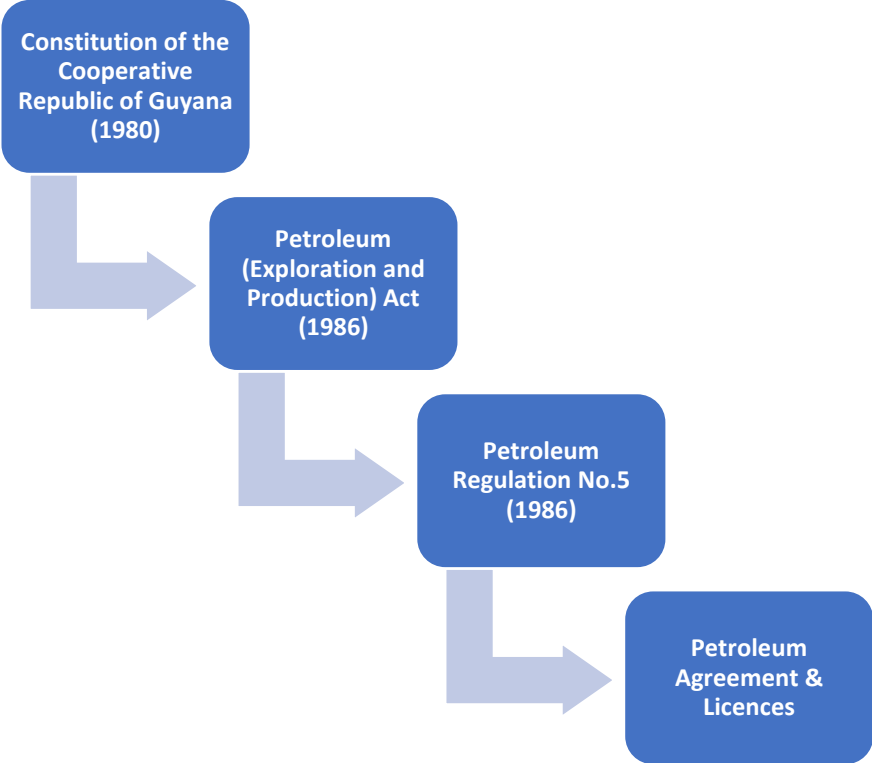 Constitution of the
Cooperative
Republic of Guyana
(1980)
Petroleum
(Exploration and
Production) Act
(1986)
Petroleum
Regulation No.5
(1986)
Petroleum
Agreement &
Licences